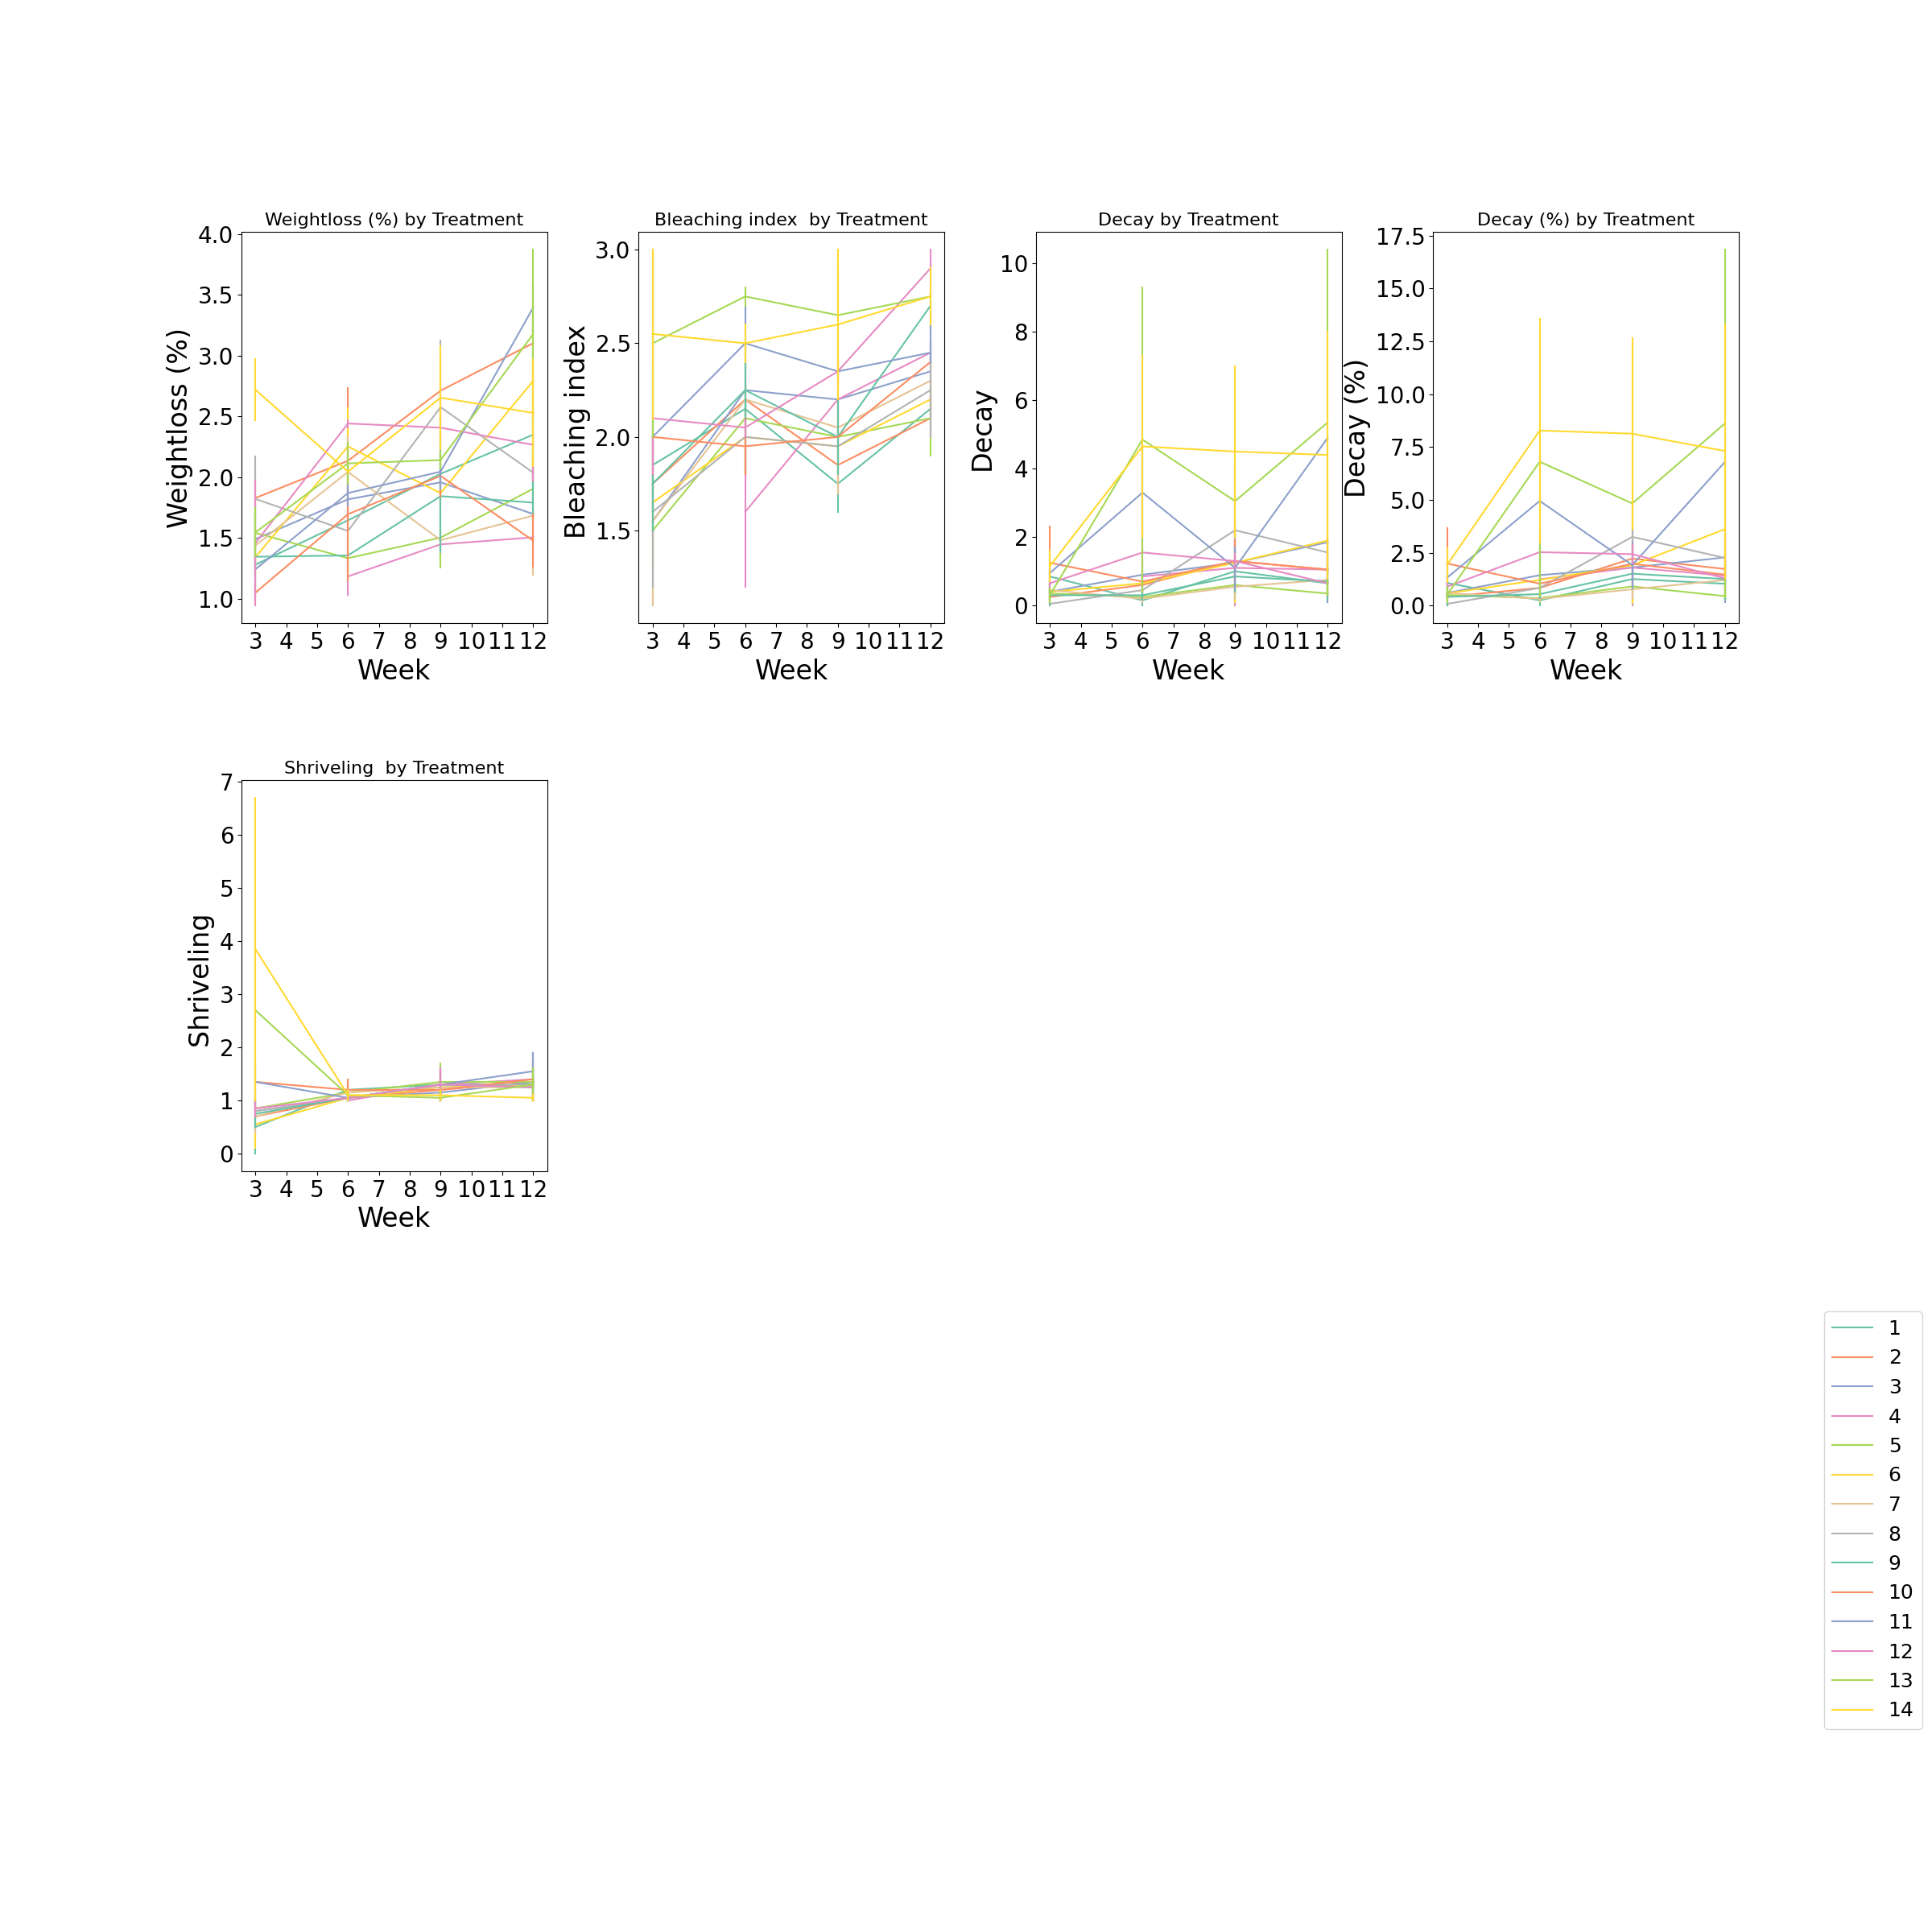 Weightloss (%) by Treatment
Weightloss (%)
4.0
3.5
3.0
2.5
2.0
1.5
1.0
3 4 5 6 7 8 9 10 11 12
Week
Bleaching index  by Treatment
Bleaching index
3.0
2.5
2.0
1.5
3 4 5 6 7 8 9 10 11 12
Week
Decay by Treatment
Decay
10
8
6
4
2
0
3 4 5 6 7 8 9 10 11 12
Week
Decay (%) by Treatment
Decay (%)
17.5
15.0
12.5
10.0
7.5
5.0
2.5
0.0
3 4 5 6 7 8 9 10 11 12
Week
Shriveling  by Treatment
Shriveling
7
6
5
4
3
2
1
0
3 4 5 6 7 8 9 10 11 12
Week
1
2
3
4
5
6
7
8
9
10
11
12
13
14